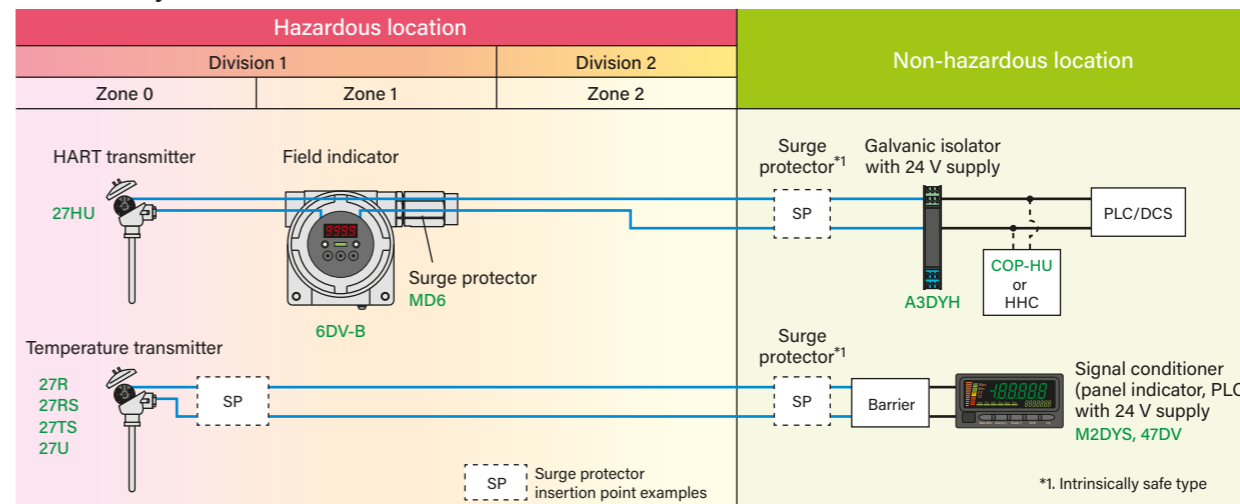 Hazardous location
Non-hazardous location
Division 1
Division 2
Zone 0
Zone 1
Zone 2
HART transmitter
27HU
Field indicator
9999
Surge protector
MD6
6DV-B
Surge
protector*1
SP
Galvanic isolator
with 24 V supply
A3DYH
PLC/DCS
COP-HU
or
HHC
Temperature transmitter
27R
27RS
27TS
27U
SP
Surge
protector*1
SP
Barrier
Signal conditioner
(panel indicator, PLC
with 24 V supply
M2DYS, 47DV
SP
Surge protector
insertion point examples
*1. Intrinsically safe type